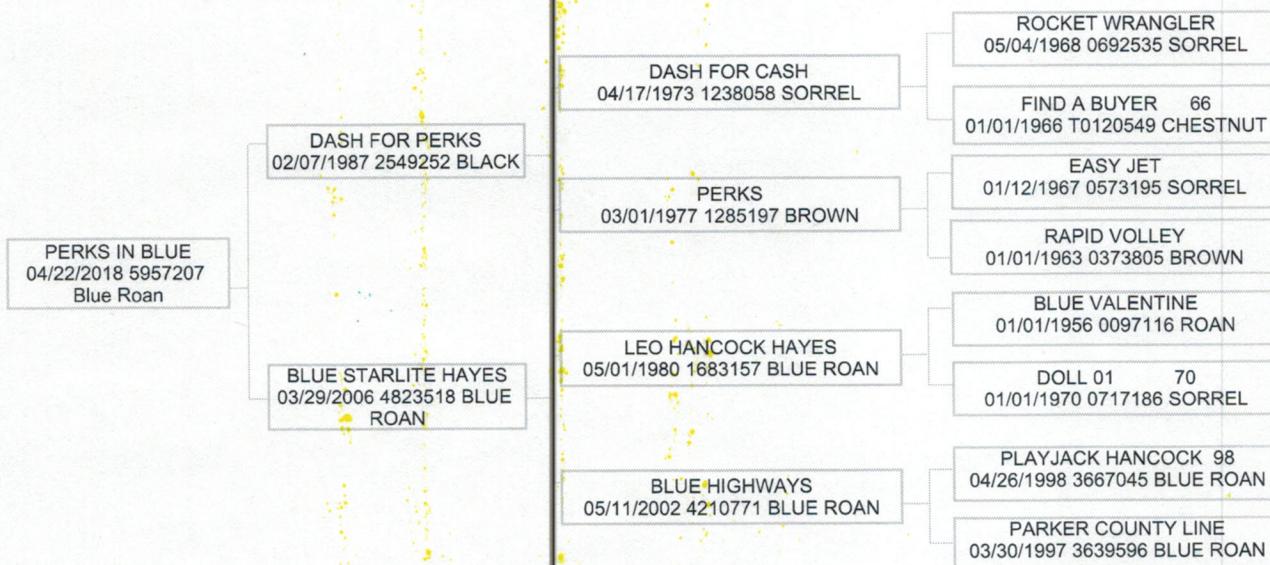 PERKS IN BLUE
04/22/2018 5957207
Blue Roan
DASH FOR PERKS
02/07/1987 2549252 BLACK
BLUE STARLITE HAYES
03/29/2006 4823518 BLUE
ROAN
DASH FOR CASH
04/17/1973 1238058 SORREL
PERKS
03/01/1977 1285197 BROWN
LEO HANCOCK HAYES
05/01/1980 1683157 BLUE ROAN
BLUE HIGHWAYS
05/11/2002 4210771 BLUE ROAN
ROCKET WRANGLER
05/04/1968 0692535 SORREL
FIND A BUYER 66
01/01/1966 T0120549 CHESTNUT
EASY JET
01/12/1967 0573195 SORREL
RAPID VOLLEY
01/01/1963 0373805 BROWN
BLUE VALENTINE
01/01/1956 0097116 ROAN
DOLL 01 70
01/01/1970 0717186 SORREL
PLAYJACK HANCOCK 98
04/26/1998 3667045 BLUE ROAN
PARKER COUNTY LINE
03/30/1997 3639596 BLUE ROAN